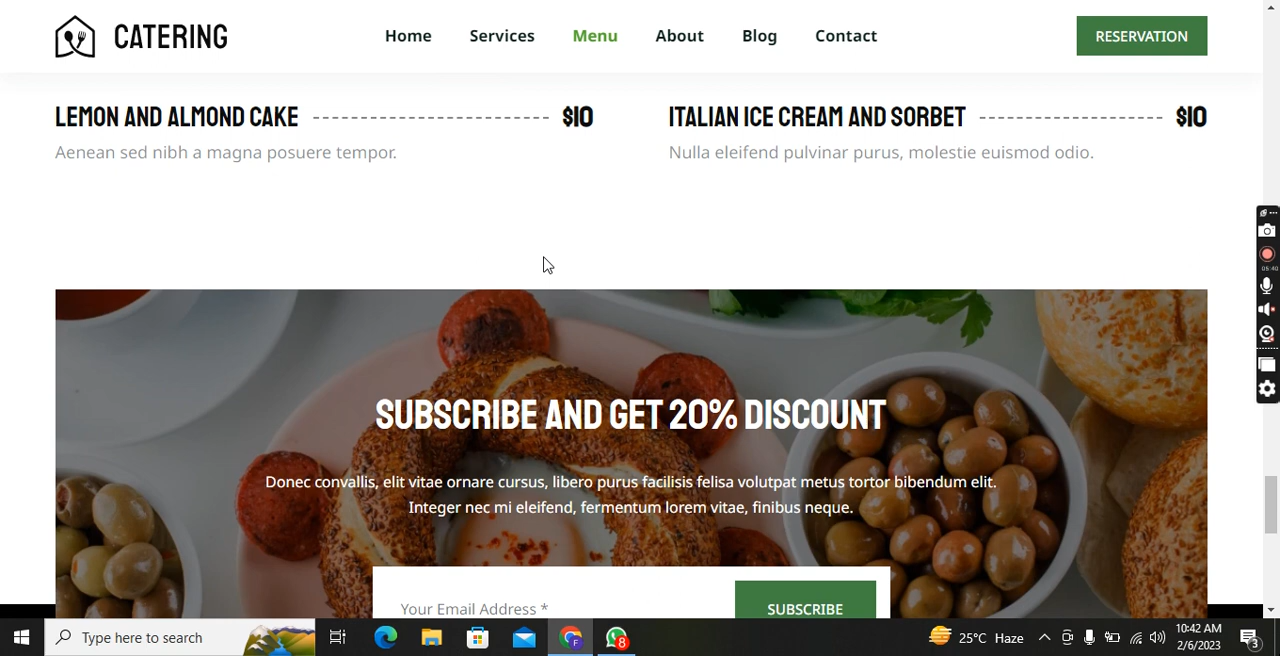 CATERING
Home Services Menu About Blog Contact
RESERVATION
LEMON AND ALMOND CAKE $10
Aenean sed nibh a magna posuere tempor.
ITALIAN ICE CREAM AND SORBET $10
Nulla eleifend pulvinar purus, molestie euismod odio.
SUBSCRIBE AND GET 20% DISCOUNT
Donec convallis, elit vitae ornare cursus, libero purus facilisis felisa volutpat metus tortor bibendum elit.
Integer nec mi eleifend, fermentum lorem vitae, finibus neque.
Your Email Address *
SUBSCRIBE
05:40
Type here to search
F
8
25°C Haze
10:42 AM
2/6/2023
3